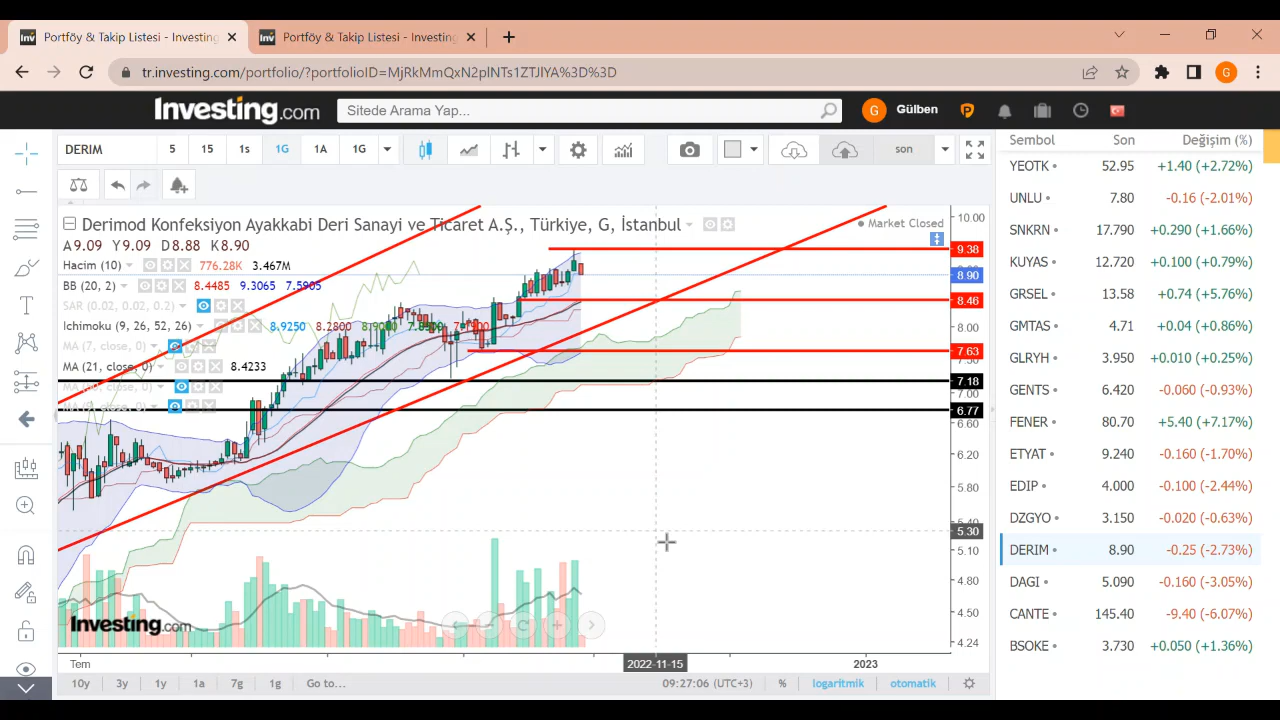 Portföy & Takip Listesi - Investing
Portföy & Takip Listesi - Investing
tr.investing.com/portfolio/?portfolioID=MjRkMmQxN2plNTs1ZTJlYA%3D%3D
G
Investing.com
Sitede Arama Yap...
G Gülben
DERIM 5 15 1s 1G 1A 1G son
Sembol Son Değişim (%)
YEOTK 52.95 +1.40 (+2.72%)
UNLU 7.80 -0.16 (-2.01%)
SNKRN 17.790 +0.290 (+1.66%)
KUYAS 12.720 +0.100 (+0.79%)
GRSEL 13.58 +0.74 (+5.76%)
GMTAS 4.71 +0.04 (+0.86%)
GLRYH 3.950 +0.010 (+0.25%)
GENTS 6.420 -0.060 (-0.93%)
FENER 80.70 +5.40 (+7.17%)
ETYAT 9.240 -0.160 (-1.70%)
EDIP 4.000 -0.100 (-2.44%)
DZGYO 3.150 -0.020 (-0.63%)
DERIM 8.90 -0.25 (-2.73%)
DAGI 5.090 -0.160 (-3.05%)
CANTE 145.40 -9.40 (-6.07%)
BSOKE 3.730 +0.050 (+1.36%)
Derimod Konfeksiyon Ayakkabi Deri Sanayi ve Ticaret A.Ş., Türkiye, G, İstanbul
Market Closed
A9.09 Y9.09 D8.88 K8.90
Hacim (10) 776.28K 3.467M
BB (20, 2) 8.4485 9.3065 7.5905
SAR (0.02, 0.02, 0.2)
Ichimoku (9, 26, 52, 26) 8.9250 8.2800 8.9000
MA (7, close, 0)
MA (21, close, 0) 8.4233
close, 0)
close, 0)
10.00
9.38
8.90
8.46
8.00
7.63
7.18
7.00
6.77
6.60
6.20
5.80
5.40
5.30
5.10
4.80
4.50
4.24
Investing.com
Tem 2022-11-15 2023
10y 3y 1y 1a 7g 1g Go to...
09:27:06 (UTC+3) % logaritmik otomatik